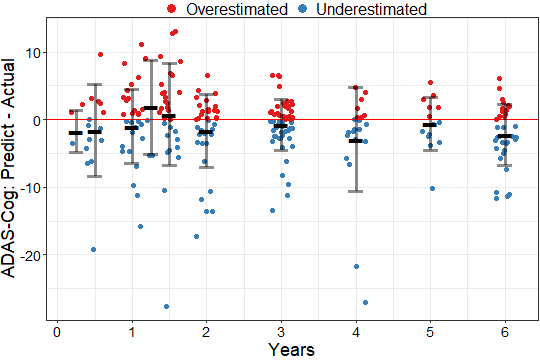 Overestimated Underestimated
ADAS-Cog: Predict - Actual
10
0
-10
-20
0 1 2 3 4 5 6
Years